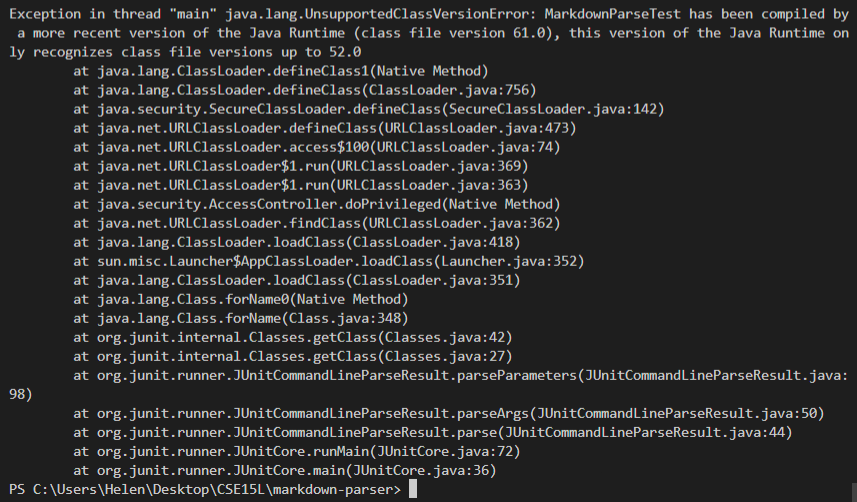 Exception in thread "main" java.lang.UnsupportedClassVersionError: MarkdownParseTest has been compiled by
 a more recent version of the Java Runtime (class file version 61.0), this version of the Java Runtime on
ly recognizes class file versions up to 52.0
        at java.lang.ClassLoader.defineClass1(Native Method)
        at java.lang.ClassLoader.defineClass(ClassLoader.java:756)
        at java.security.SecureClassLoader.defineClass(SecureClassLoader.java:142)
        at java.net.URLClassLoader.defineClass(URLClassLoader.java:473)
        at java.net.URLClassLoader.access$100(URLClassLoader.java:74)
        at java.net.URLClassLoader$1.run(URLClassLoader.java:369)
        at java.net.URLClassLoader$1.run(URLClassLoader.java:363)
        at java.security.AccessController.doPrivileged(Native Method)
        at java.net.URLClassLoader.findClass(URLClassLoader.java:362)
        at java.lang.ClassLoader.loadClass(ClassLoader.java:418)
        at sun.misc.Launcher$AppClassLoader.loadClass(Launcher.java:352)
        at java.lang.ClassLoader.loadClass(ClassLoader.java:351)
        at java.lang.Class.forName0(Native Method)
        at java.lang.Class.forName(Class.java:348)
        at org.junit.internal.Classes.getClass(Classes.java:42)
        at org.junit.internal.Classes.getClass(Classes.java:27)
        at org.junit.runner.JUnitCommandLineParseResult.parseParameters(JUnitCommandLineParseResult.java:
98)
        at org.junit.runner.JUnitCommandLineParseResult.parseArgs(JUnitCommandLineParseResult.java:50)
        at org.junit.runner.JUnitCommandLineParseResult.parse(JUnitCommandLineParseResult.java:44)
        at org.junit.runner.JUnitCore.runMain(JUnitCore.java:72)
        at org.junit.runner.JUnitCore.main(JUnitCore.java:36)
PS C:\Users\Helen\Desktop\CSE15L\markdown-parser>